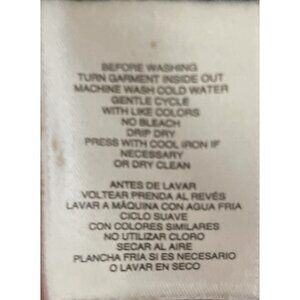 BEFORE WASHING
TURN GARMENT INSIDE OUT
MACHINE WASH COLD WATER
GENTLE CYCLE
WITH LIKE COLORS
NO BLEACH
DRIP DRY
PRESS WITH COOL IRON IF
NECESSARY
OR DRY CLEAN
ANTES DE LAVAR
VOLTEAR PRENDA AL REVÉS
LAVAR A MÁQUINA CON AGUA FRIA
CICLO SUAVE
CON COLORES SIMILARES
NO UTILIZAR CLORO
SECAR AL AIRE
PLANCHA FRIA SI ES NECESARIO
O LAVAR EN SECO